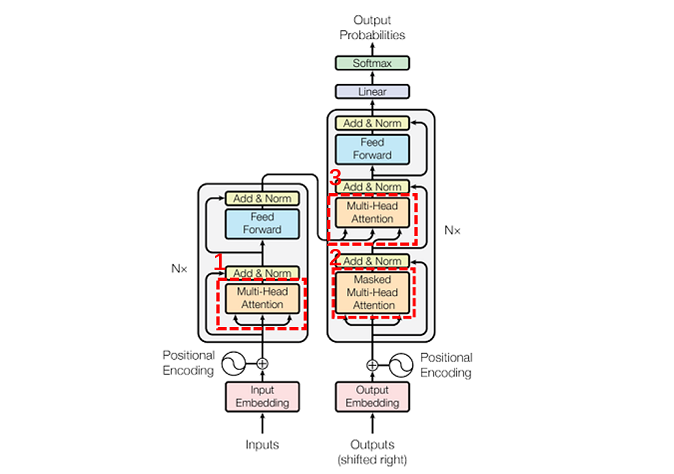 Output
Probabilities
Softmax
Linear
Add & Norm
Feed
Forward
3
Add & Norm
Multi-Head
Attention
Nx
2
Add & Norm
Masked
Multi-Head
Attention
Add & Norm
Feed
Forward
Nx
1
Add & Norm
Multi-Head
Attention
Positional
Encoding
Positional
Encoding
Input
Embedding
Output
Embedding
Inputs
Outputs
(shifted right)